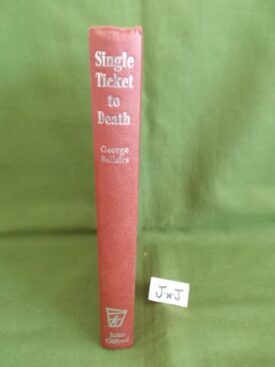 Single
Ticket
to
Death
George
Bellairs
John
Gifford
J-n-J